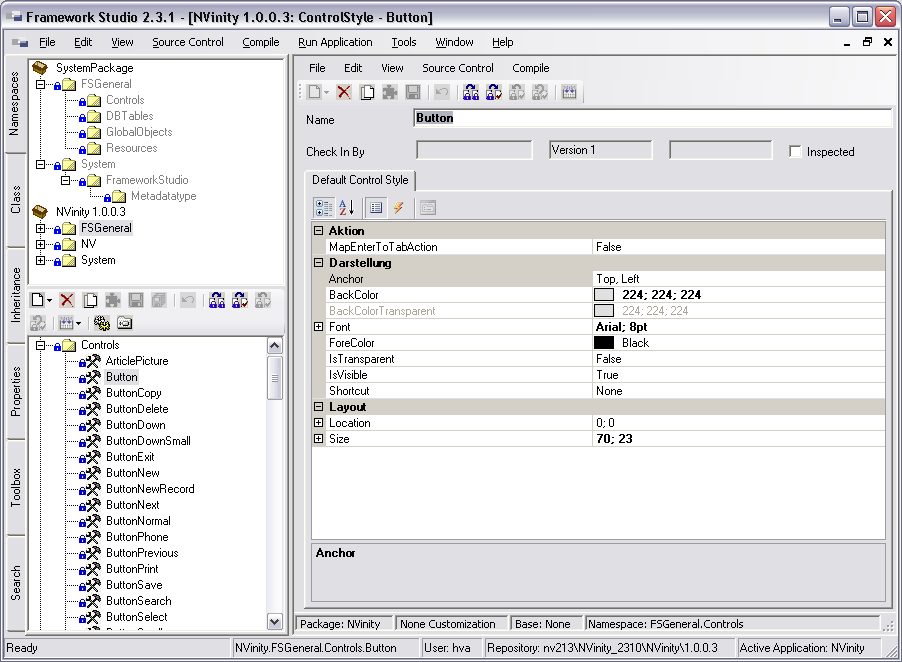 Framework Studio 2.3.1 - [NVinity 1.0.0.3: ControlStyle - Button]
File Edit View Source Control Compile Run Application Tools Window Help
Namespaces
Class
Inheritance
Properties
Toolbox
Search
SystemPackage
FSGeneral
Controls
DBTables
GlobalObjects
Resources
System
FrameworkStudio
Metadatatype
NVinity 1.0.0.3
FSGeneral
NV
System
Controls
ArticlePicture
Button
ButtonCopy
ButtonDelete
ButtonDown
ButtonDownSmall
ButtonExit
ButtonNew
ButtonNewRecord
ButtonNext
ButtonNormal
ButtonPhone
ButtonPrevious
ButtonPrint
ButtonSave
ButtonSearch
ButtonSelect
File Edit View Source Control Compile
Name Button
Check In By Version 1 Inspected
Default Control Style
Aktion
MapEnterToTabAction False
Darstellung
Anchor Top, Left
BackColor 224; 224; 224
BackColorTransparent 224; 224; 224
Font Arial; 8pt
ForeColor Black
IsTransparent False
IsVisible True
Shortcut None
Layout
Location 0; 0
Size 70; 23
Anchor
Package: NVinity None Customization Base: None Namespace: FSGeneral.Controls
Ready NVinity.FSGeneral.Controls.Button User: hva Repository: nv213\NVinity_2310\NVinity\1.0.0.3 Active Application: NVinity